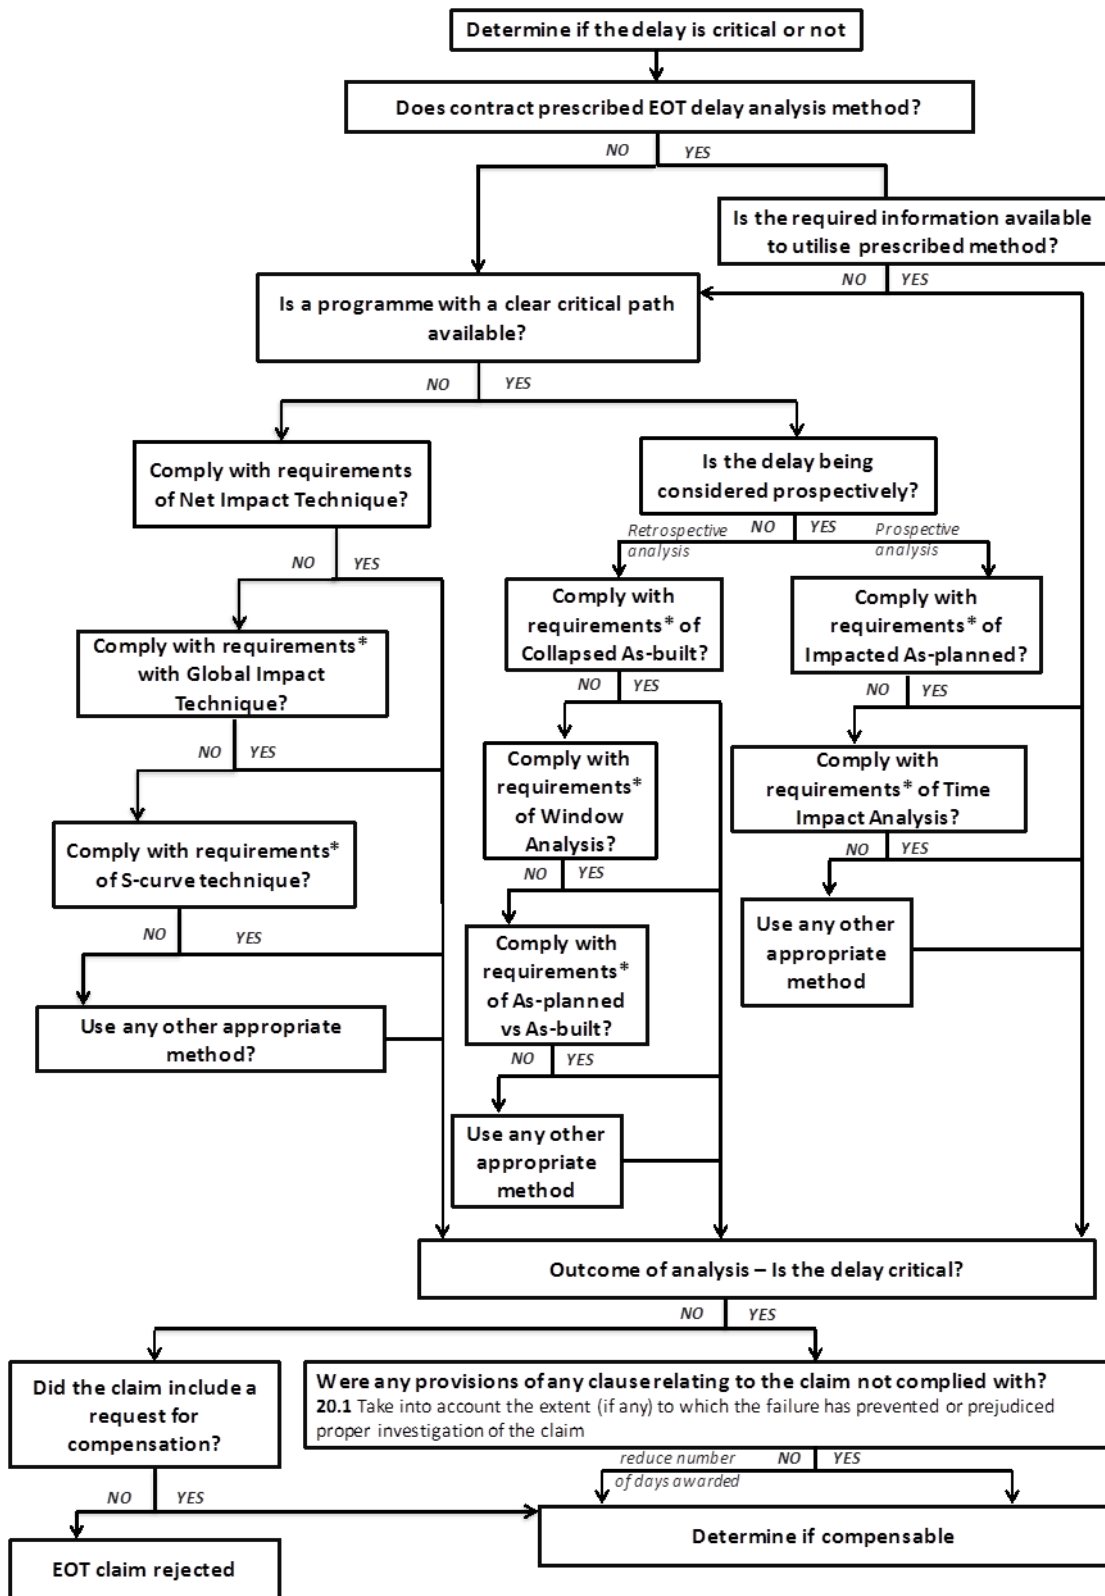 Determine if the delay is critical or not
Does contract prescribed EOT delay analysis method?
NO YES
Is the required information available
to utilise prescribed method?
NO YES
Is a programme with a clear critical path
available?
NO YES
Comply with requirements
of Net Impact Technique?
Is the delay being
considered prospectively?
Retrospective
analysis
NO YES
Prospective
analysis
NO YES
Comply with
requirements* of
Collapsed As-built?
Comply with
requirements* of
Impacted As-planned?
Comply with requirements*
with Global Impact
Technique?
NO YES
NO YES
NO YES
Comply with
requirements*
of Window
Analysis?
Comply with
requirements* of Time
Impact Analysis?
Comply with requirements*
of S-curve technique?
NO YES
NO YES
NO YES
Use any other
appropriate
method
Comply with
requirements*
of As-planned
vs As-built?
Use any other appropriate
method?
NO YES
Use any other
appropriate
method
Outcome of analysis – Is the delay critical?
NO YES
Did the claim include a
request for
compensation?
Were any provisions of any clause relating to the claim not complied with?
20.1 Take into account the extent (if any) to which the failure has prevented or prejudiced
proper investigation of the claim
reduce number
of days awarded
NO YES
NO YES
Determine if compensable
EOT claim rejected